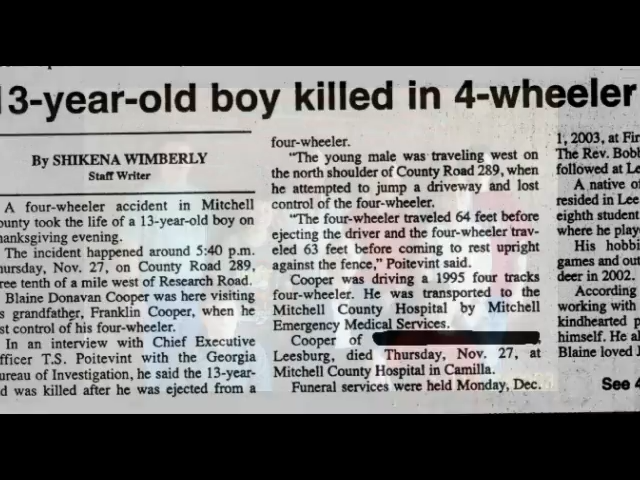 13-year-old boy killed in 4-wheeler
By SHIKENA WIMBERLY
Staff Writer
A four-wheeler accident in Mitchell
ounty took the life of a 13-year-old boy on
hanksgiving evening.
The incident happened around 5:40 p.m.
hursday, Nov. 27, on County Road 289,
ree tenth of a mile west of Research Road.
Blaine Donavan Cooper was here visiting
s grandfather, Franklin Cooper, when he
st control of his four-wheeler.
In an interview with Chief Executive
fficer T.S. Poitevint with the Georgia
ureau of Investigation, he said the 13-year-
d was killed after he was ejected from a
four-wheeler.
"The young male was traveling west on
the north shoulder of County Road 289, when
he attempted to jump a driveway and lost
control of the four-wheeler.
"The four-wheeler traveled 64 feet before
ejecting the driver and the four-wheeler trav-
eled 63 feet before coming to rest upright
against the fence," Poitevint said.
Cooper was driving a 1995 four tracks
four-wheeler. He was transported to the
Mitchell County Hospital by Mitchell
Emergency Medical Services.
Cooper of
Leesburg, died Thursday, Nov. 27, at
Mitchell County Hospital in Camilla.
Funeral services were held Monday, Dec.
1, 2003, at Fir
The Rev. Bobb
followed at Le
A native o
resided in Lee
eighth student
where he playe
His hobbi
games and out
deer in 2002.
According
working with
kindhearted p
himself. He al
Blaine loved J
See 4